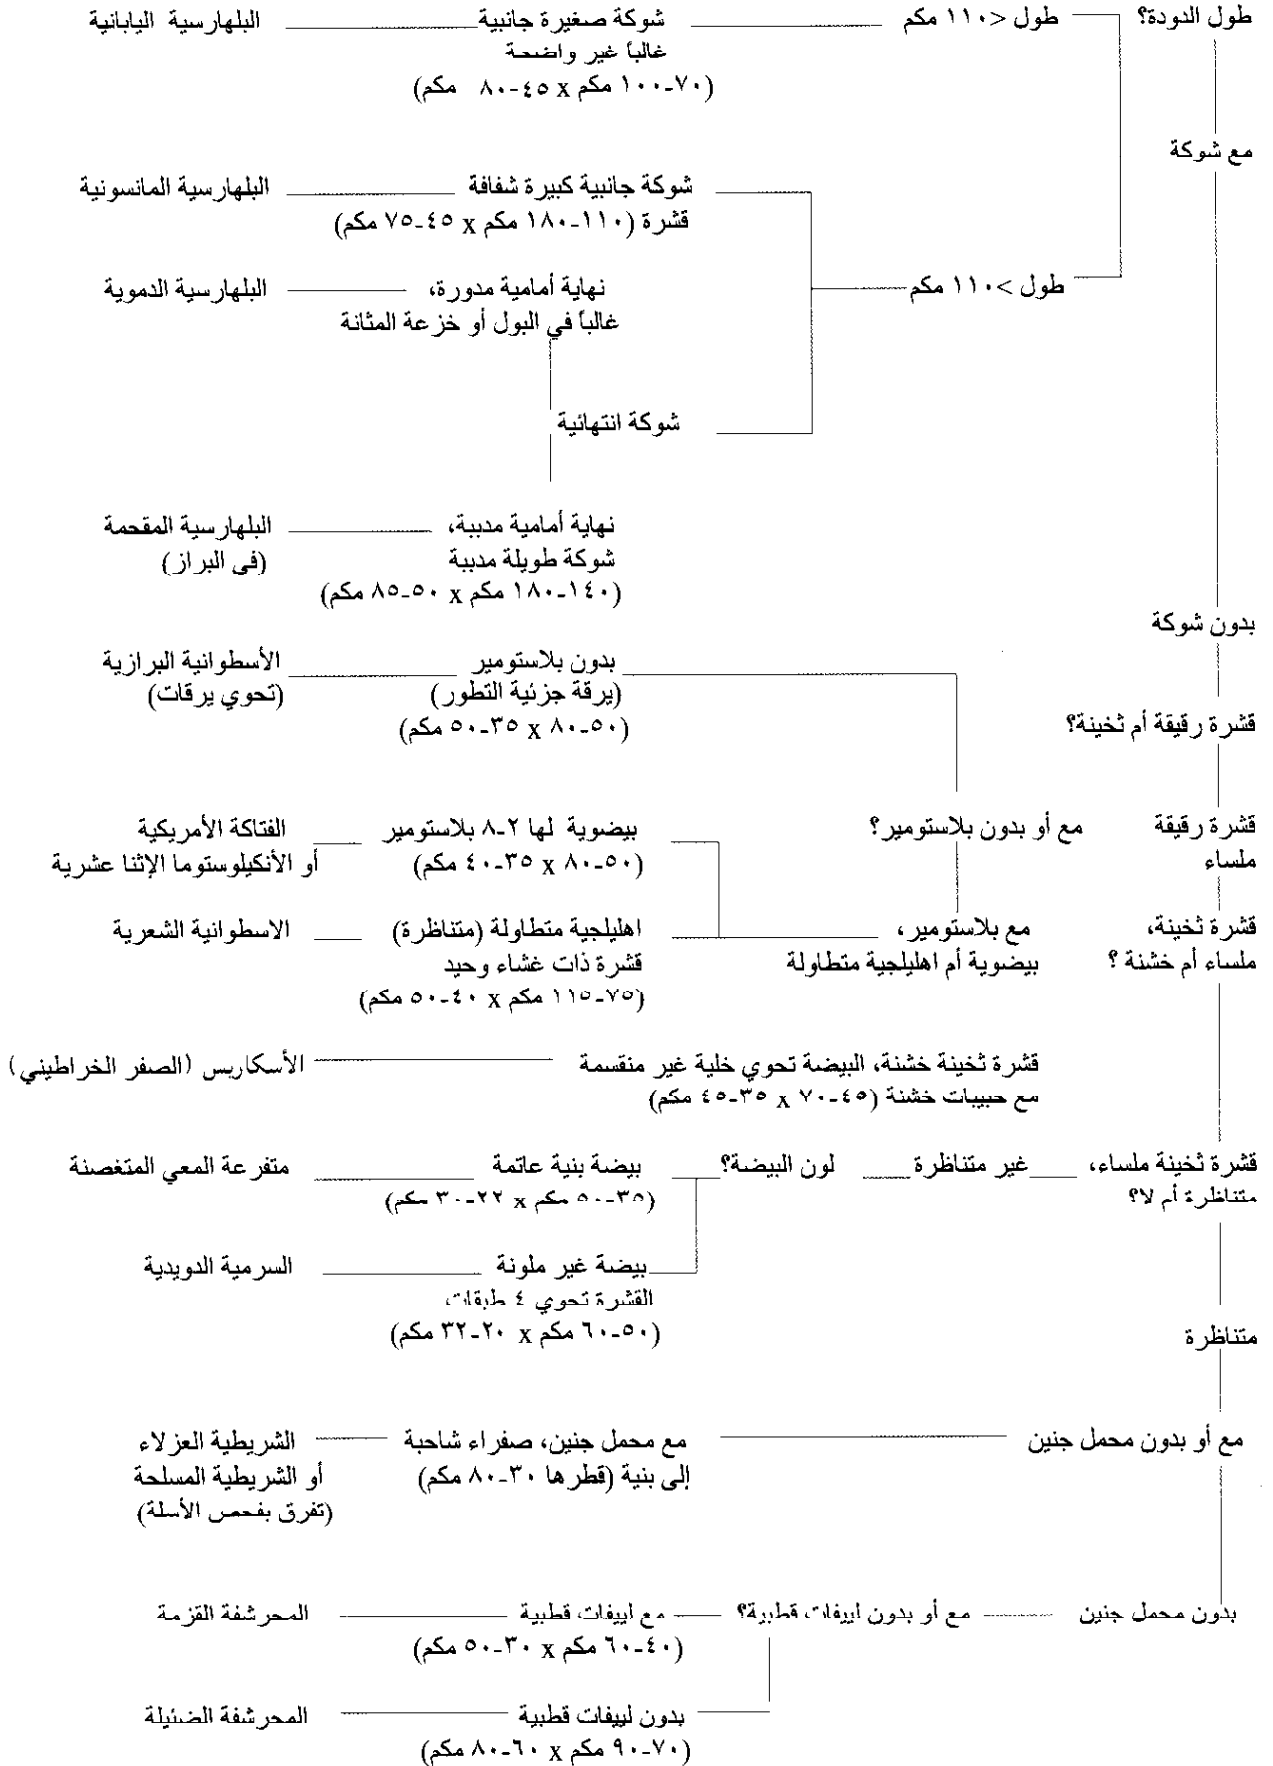 طول الدودة؟ طول <١١٠ مكم شوكة صغيرة جانبية البلهارسية اليابانية
غالباً غير واضحة
(٧٠-١٠٠ مكم x ٤٥-٨٠ مكم)
مع شوكة
شوكة جانبية كبيرة شفافة البلهارسية المانسونية
قشرة (١١٠-١٨٠ مكم x ٤٥-٧٥ مكم)
طول >١١٠ مكم نهاية أمامية مدورة، البلهارسية الدموية
غالباً في البول أو خزعة المثانة
شوكة انتهائية
نهاية أمامية مدببة، البلهارسية المقحمة
شوكة طويلة مدببة (في البراز)
(١٤٠-١٨٠ مكم x ٥٠-٨٥ مكم)
بدون شوكة
بدون بلاستومير الأسطوانية البرازية
(يرقة جزئية التطور) (تحوي يرقات)
قشرة رقيقة أم ثخينة؟ (٥٠-٨٠ x ٣٥-٥٠ مكم)
قشرة رقيقة مع أو بدون بلاستومير؟ بيضوية لها ٢-٨ بلاستومير الفتاكة الأمريكية
ملساء (٥٠-٨٠ x ٣٥-٤٠ مكم) أو الأنكيلوستوما الإثنا عشرية
قشرة ثخينة، مع بلاستومير، اهليلجية متطاولة (متناظرة) الاسطوانية الشعرية
ملساء أم خشنة ؟ بيضوية أم اهليلجية متطاولة قشرة ذات غشاء وحيد
(٧٥-١١٥ مكم x ٤٠-٥٠ مكم)
قشرة ثخينة خشنة، البيضة تحوي خلية غير منقسمة الأسكاريس (الصفر الخراطيني)
مع حبيبات خشنة (٤٥-٧٠ x ٣٥-٤٥ مكم)
قشرة ثخينة ملساء، غير متناظرة لون البيضة؟ بيضة بنية عاتمة متفرعة المعي المتغصنة
متناظرة أم لا؟ (٣٥-٥٠ مكم x ٢٢-٣٠ مكم)
بيضة غير ملونة السرمية الدويدية
القشرة تحوي ٤ طبقات
(٥٠-٦٠ مكم x ٢٠-٣٢ مكم)
متناظرة
مع أو بدون محمل جنين مع محمل جنين، صفراء شاحبة الشريطية العزلاء
إلى بنية (قطرها ٣٠-٨٠ مكم) أو الشريطية المسلحة
(تفرق بفحص الأسلة)
بدون محمل جنين مع أو بدون لييفات قطبية؟ مع لييفات قطبية المحرشفة القزمة
(٤٠-٦٠ مكم x ٣٠-٥٠ مكم)
بدون لييفات قطبية المحرشفة الضئيلة
(٧٠-٩٠ مكم x ٦٠-٨٠ مكم)